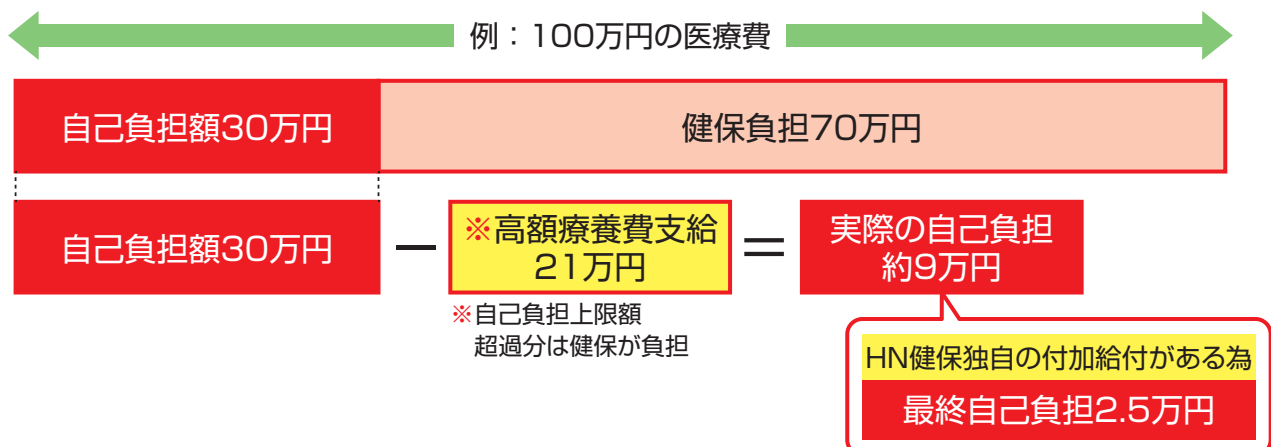 例：100万円の医療費
自己負担額30万円
健保負担70万円
自己負担額30万円
－
※高額療養費支給
21万円
＝
実際の自己負担
約9万円
※自己負担上限額
超過分は健保が負担
HN健保独自の付加給付がある為
最終自己負担2.5万円